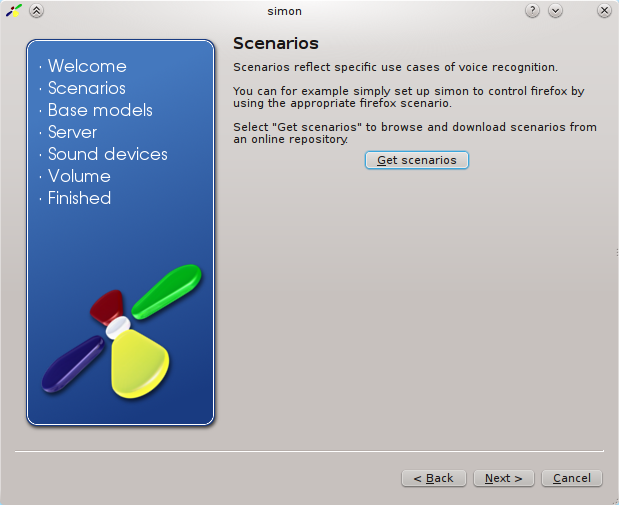 simon
· Welcome
· Scenarios
· Base models
· Server
· Sound devices
· Volume
· Finished
Scenarios
Scenarios reflect specific use cases of voice recognition.
You can for example simply set up simon to control firefox by
using the appropriate firefox scenario.
Select "Get scenarios" to browse and download scenarios from
an online repository.
Get scenarios
< Back
Next >
Cancel